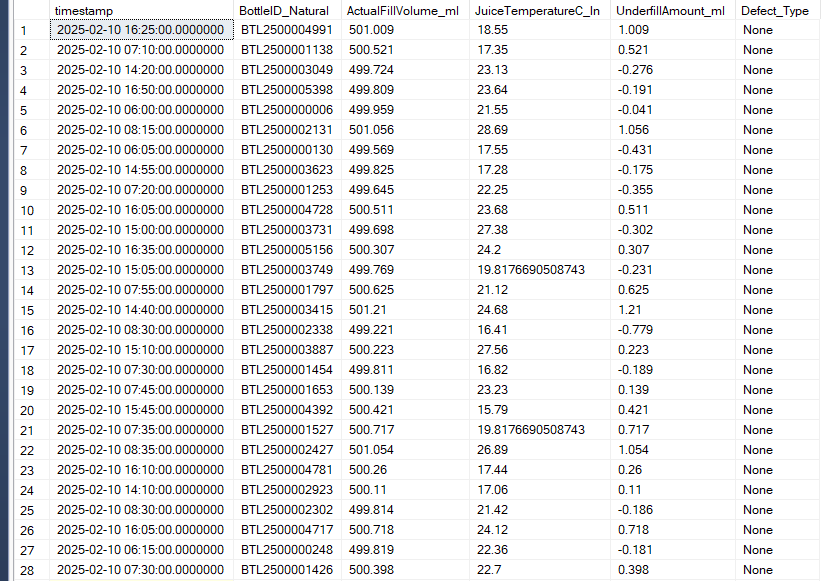 timestamp BottleID_Natural ActualFillVolume_ml JuiceTemperatureC_In UnderfillAmount_ml Defect_Type
1 2025-02-10 16:25:00.0000000 BTL2500004991 501.009 18.55 1.009 None
2 2025-02-10 07:10:00.0000000 BTL2500001138 500.521 17.35 0.521 None
3 2025-02-10 14:20:00.0000000 BTL2500003049 499.724 23.13 -0.276 None
4 2025-02-10 16:50:00.0000000 BTL2500005398 499.809 23.64 -0.191 None
5 2025-02-10 06:00:00.0000000 BTL2500000006 499.959 21.55 -0.041 None
6 2025-02-10 08:15:00.0000000 BTL2500002131 501.056 28.69 1.056 None
7 2025-02-10 06:05:00.0000000 BTL2500000130 499.569 17.55 -0.431 None
8 2025-02-10 14:55:00.0000000 BTL2500003623 499.825 17.28 -0.175 None
9 2025-02-10 07:20:00.0000000 BTL2500001253 499.645 22.25 -0.355 None
10 2025-02-10 16:05:00.0000000 BTL2500004728 500.511 23.68 0.511 None
11 2025-02-10 15:00:00.0000000 BTL2500003731 499.698 27.38 -0.302 None
12 2025-02-10 16:35:00.0000000 BTL2500005156 500.307 24.2 0.307 None
13 2025-02-10 15:05:00.0000000 BTL2500003749 499.769 19.8176690508743 -0.231 None
14 2025-02-10 07:55:00.0000000 BTL2500001797 500.625 21.12 0.625 None
15 2025-02-10 14:40:00.0000000 BTL2500003415 501.21 24.68 1.21 None
16 2025-02-10 08:30:00.0000000 BTL2500002338 499.221 16.41 -0.779 None
17 2025-02-10 15:10:00.0000000 BTL2500003887 500.223 27.56 0.223 None
18 2025-02-10 07:30:00.0000000 BTL2500001454 499.811 16.82 -0.189 None
19 2025-02-10 07:45:00.0000000 BTL2500001653 500.139 23.23 0.139 None
20 2025-02-10 15:45:00.0000000 BTL2500004392 500.421 15.79 0.421 None
21 2025-02-10 07:35:00.0000000 BTL2500001527 500.717 19.8176690508743 0.717 None
22 2025-02-10 08:35:00.0000000 BTL2500002427 501.054 26.89 1.054 None
23 2025-02-10 16:10:00.0000000 BTL2500004781 500.26 17.44 0.26 None
24 2025-02-10 14:10:00.0000000 BTL2500002923 500.11 17.06 0.11 None
25 2025-02-10 08:30:00.0000000 BTL2500002302 499.814 21.42 -0.186 None
26 2025-02-10 16:05:00.0000000 BTL2500004717 500.718 24.12 0.718 None
27 2025-02-10 06:15:00.0000000 BTL2500000248 499.819 22.36 -0.181 None
28 2025-02-10 07:30:00.0000000 BTL2500001426 500.398 22.7 0.398 None